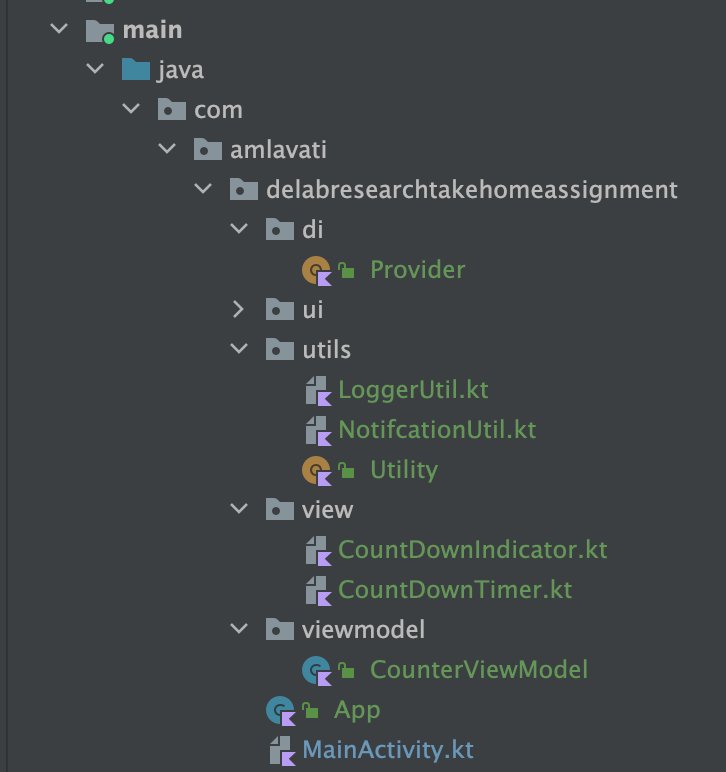 main
java
com
amlavati
delabresearchtakehomeassignment
di
Provider
ui
utils
LoggerUtil.kt
NotifcationUtil.kt
Utility
view
CountDownIndicator.kt
CountDownTimer.kt
viewmodel
CounterViewModel
App
MainActivity.kt